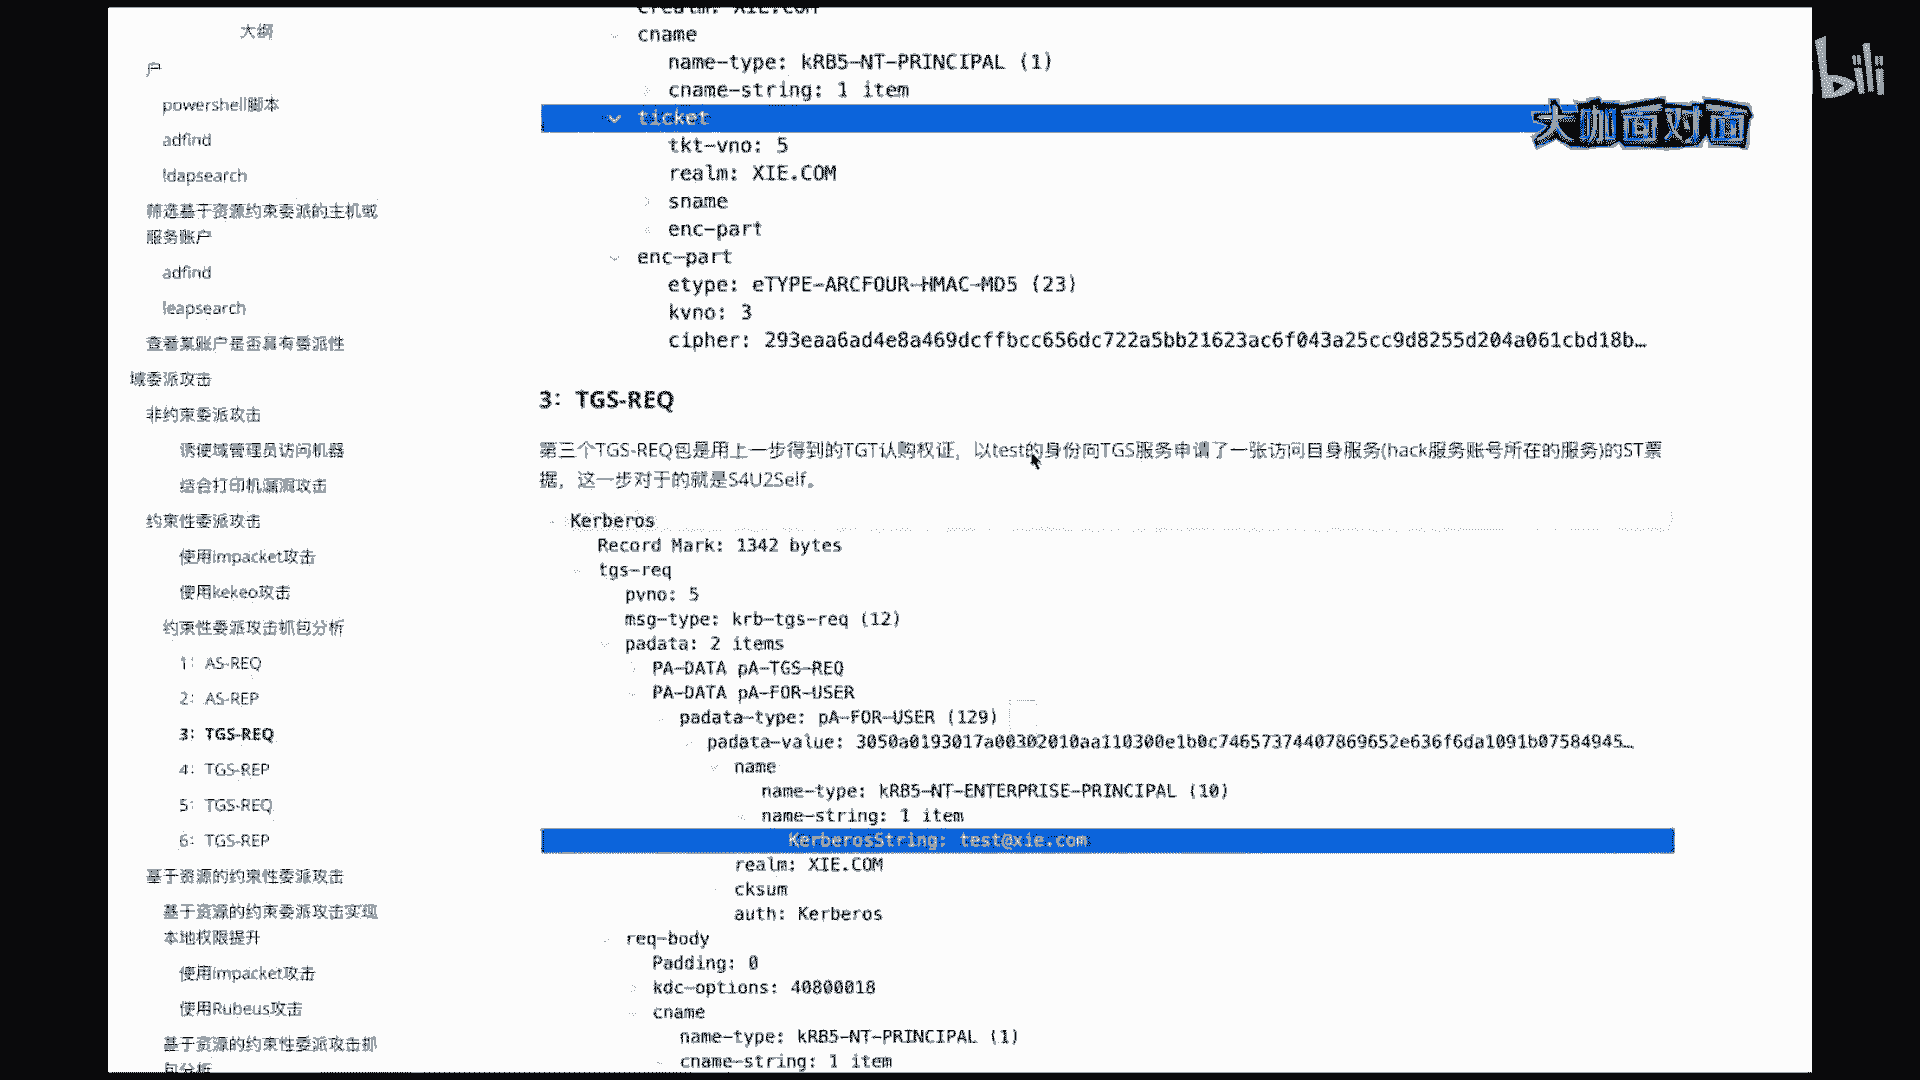 大纲
户
powershell脚本
adfind
ldapsearch
筛选基于资源约束委派的主机或
服务账户
adfind
leapsearch
查看某账户是否具有委派性
域委派攻击
非约束委派攻击
诱使域管理员访问机器
结合打印机漏洞攻击
约束性委派攻击
使用impacket攻击
使用kekeo攻击
约束性委派攻击抓包分析
1：AS-REQ
2：AS-REP
3：TGS-REQ
4：TGS-REP
5：TGS-REQ
6：TGS-REP
基于资源的约束性委派攻击
基于资源的约束委派攻击实现
本地权限提升
使用impacket攻击
使用Rubeus攻击
基于资源的约束性委派攻击抓
包分析
crealm: XIE.COM
cname
name-type: kRB5-NT-PRINCIPAL (1)
cname-string: 1 item
ticket
tkt-vno: 5
realm: XIE.COM
sname
enc-part
enc-part
etype: eTYPE-ARCFOUR-HMAC-MD5 (23)
kvno: 3
cipher: 293eaa6ad4e8a469dcffbcc656dc722a5bb21623ac6f043a25cc9d8255d204a061cbd18b…
3：TGS-REQ
第三个TGS-REQ包是用上一步得到的TGT认购权证，以test的身份向TGS服务申请了一张访问自身服务(hack服务账号所在的服务)的ST票
据，这一步对于的就是S4U2Self。
Kerberos
Record Mark: 1342 bytes
tgs-req
pvno: 5
msg-type: krb-tgs-req (12)
padata: 2 items
PA-DATA pA-TGS-REQ
PA-DATA pA-FOR-USER
padata-type: pA-FOR-USER (129)
padata-value: 3050a0193017a00302010aa110300e1b0c74657374407869652e636f6da1091b07584945…
name
name-type: kRB5-NT-ENTERPRISE-PRINCIPAL (10)
name-string: 1 item
KerberosString: test@xie.com
realm: XIE.COM
cksum
auth: Kerberos
req-body
Padding: 0
kdc-options: 40800018
cname
name-type: kRB5-NT-PRINCIPAL (1)
cname-string: 1 item
大咖面对面
bili